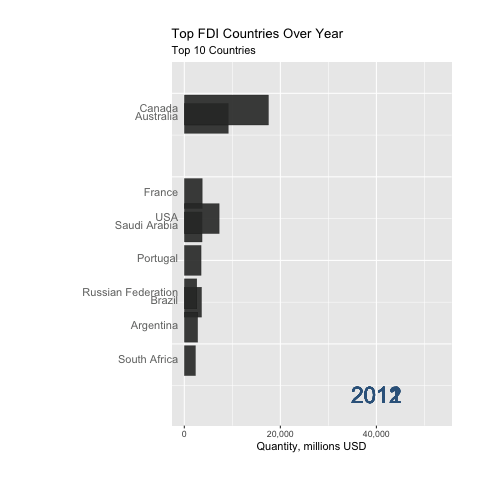 Top FDI Countries Over Year
Top 10 Countries
Canada
Australia
France
USA
Saudi Arabia
Portugal
Russian Federation
Brazil
Argentina
South Africa
0 20,000 40,000
Quantity, millions USD